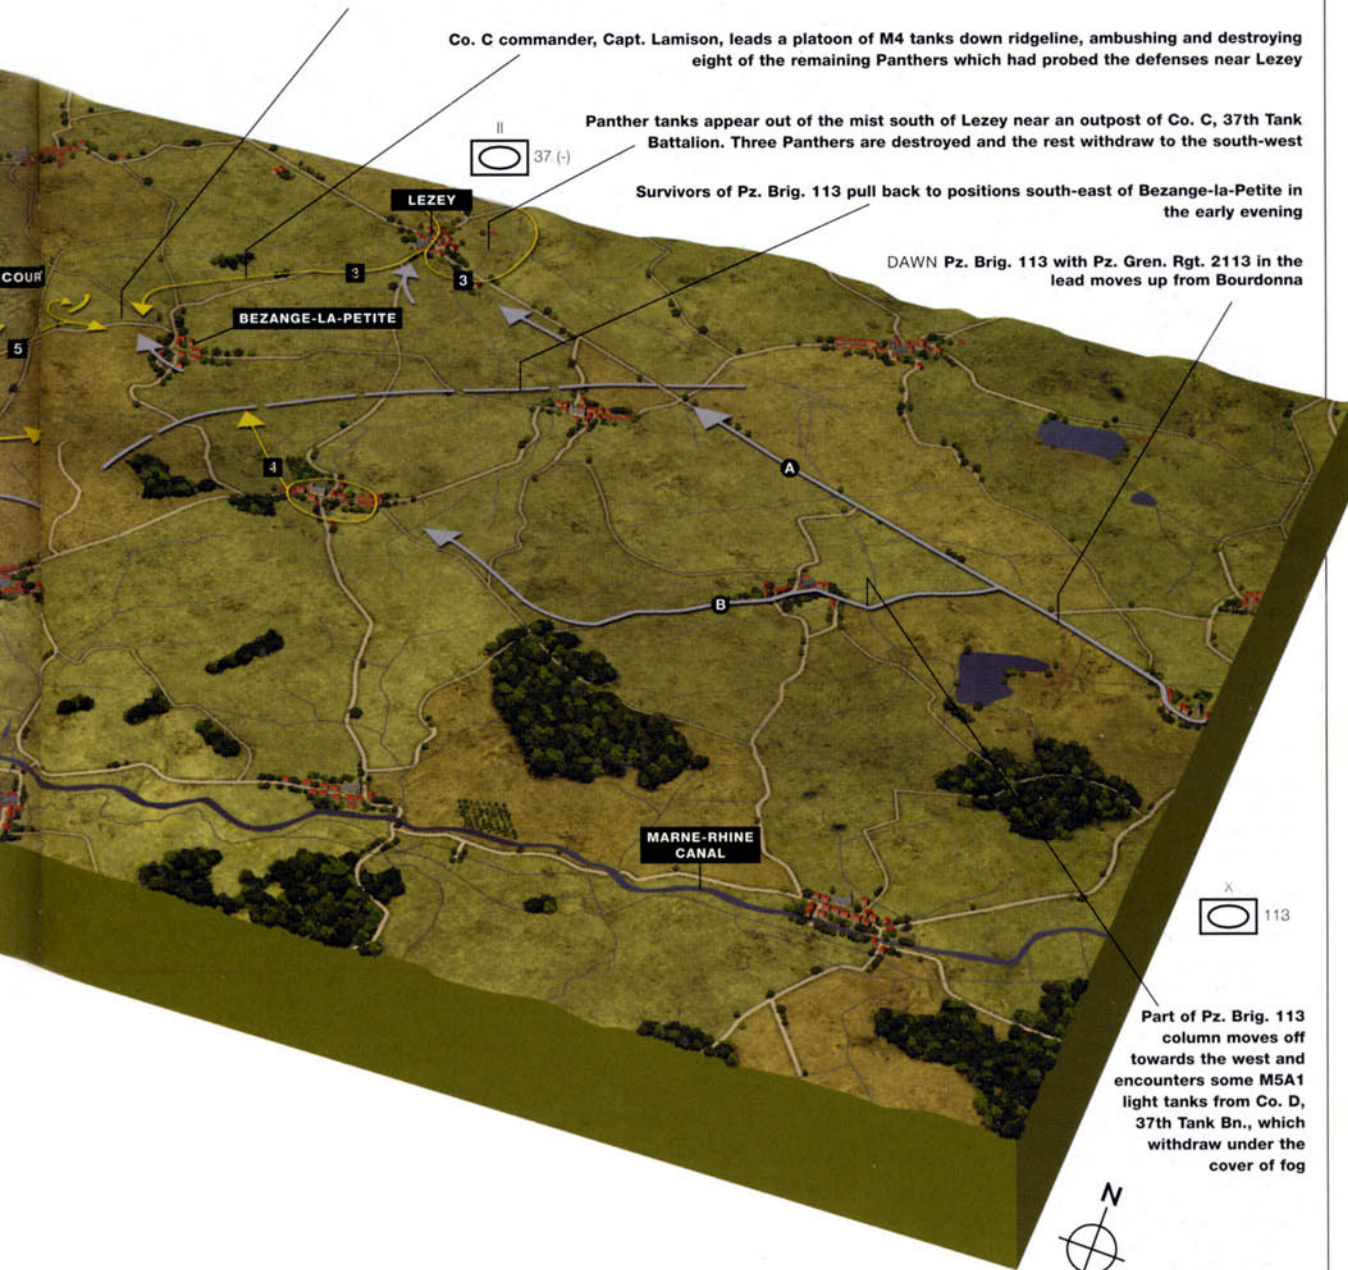 Co. C commander, Capt. Lamison, leads a platoon of M4 tanks down ridgeline, ambushing and destroying
eight of the remaining Panthers which had probed the defenses near Lezey
Panther tanks appear out of the mist south of Lezey near an outpost of Co. C, 37th Tank
Battalion. Three Panthers are destroyed and the rest withdraw to the south-west
II
37 (-)
Survivors of Pz. Brig. 113 pull back to positions south-east of Bezange-la-Petite in
the early evening
LEZEY
DAWN Pz. Brig. 113 with Pz. Gren. Rgt. 2113 in the
lead moves up from Bourdonna
COUR
3
3
BEZANGE-LA-PETITE
5
4
A
B
MARNE-RHINE
CANAL
X
113
Part of Pz. Brig. 113
column moves off
towards the west and
encounters some M5A1
light tanks from Co. D,
37th Tank Bn., which
withdraw under the
cover of fog
N